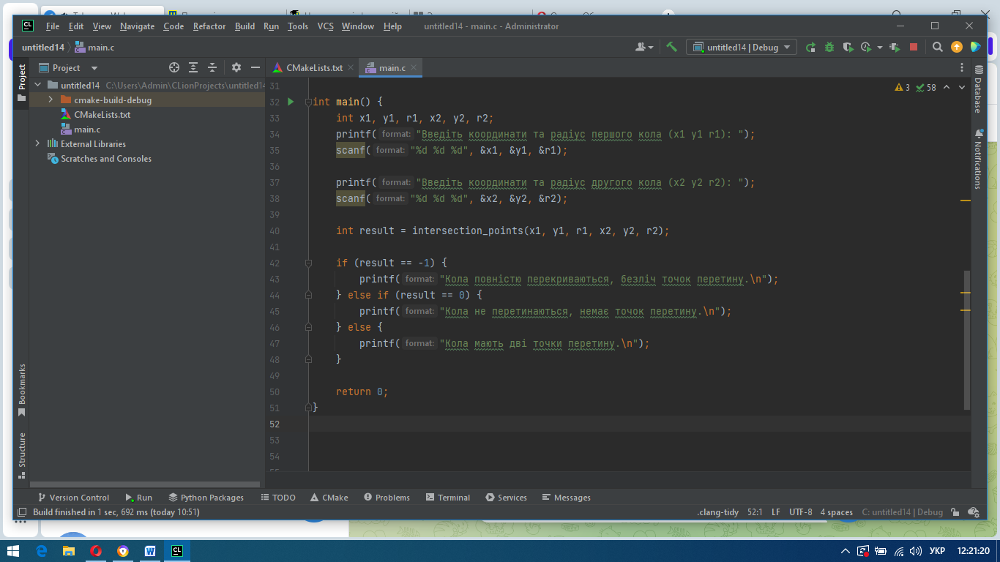 File Edit View Navigate Code Refactor Build Run Tools VCS Window Help untitled14 - main.c - Administrator
untitled14 main.c untitled14 | Debug
Project CMakeLists.txt main.c
Project
untitled14 C:\Users\Admin\CLionProjects\untitled14
cmake-build-debug
CMakeLists.txt
main.c
External Libraries
Scratches and Consoles
3 58
31
32 int main() {
33 int x1, y1, r1, x2, y2, r2;
34 printf( format: "Введіть координати та радіус першого кола (x1 y1 r1): ");
35 scanf( format: "%d %d %d", &x1, &y1, &r1);
36
37 printf( format: "Введіть координати та радіус другого кола (x2 y2 r2): ");
38 scanf( format: "%d %d %d", &x2, &y2, &r2);
39
40 int result = intersection_points(x1, y1, r1, x2, y2, r2);
41
42 if (result == -1) {
43 printf( format: "Кола повністю перекриваються, безліч точок перетину.\n");
44 } else if (result == 0) {
45 printf( format: "Кола не перетинаються, немає точок перетину.\n");
46 } else {
47 printf( format: "Кола мають дві точки перетину.\n");
48 }
49
50 return 0;
51 }
52
53
54
Database
Notifications
Bookmarks
Structure
Version Control Run Python Packages TODO CMake Problems Terminal Services Messages
Build finished in 1 sec, 692 ms (today 10:51) .clang-tidy 52:1 LF UTF-8 4 spaces C: untitled14 | Debug
УКР 12:21:20